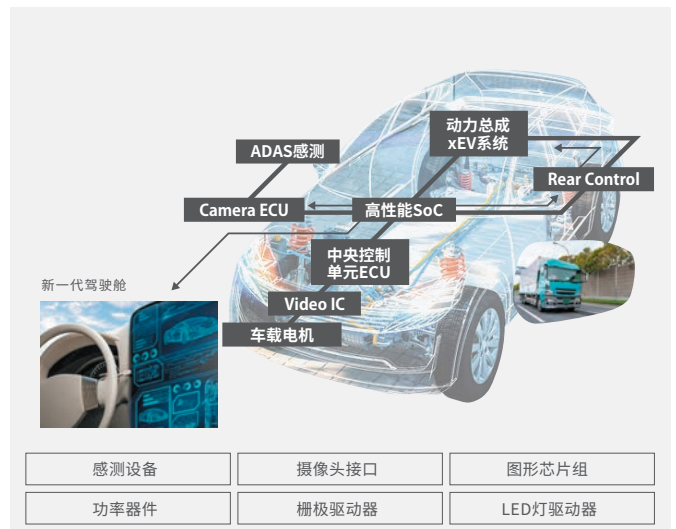 动力总成
xEV系统
ADAS感测
Rear Control
Camera ECU
高性能SoC
中央控制
单元ECU
新一代驾驶舱
Video IC
车载电机
感测设备
摄像头接口
图形芯片组
功率器件
栅极驱动器
LED灯驱动器